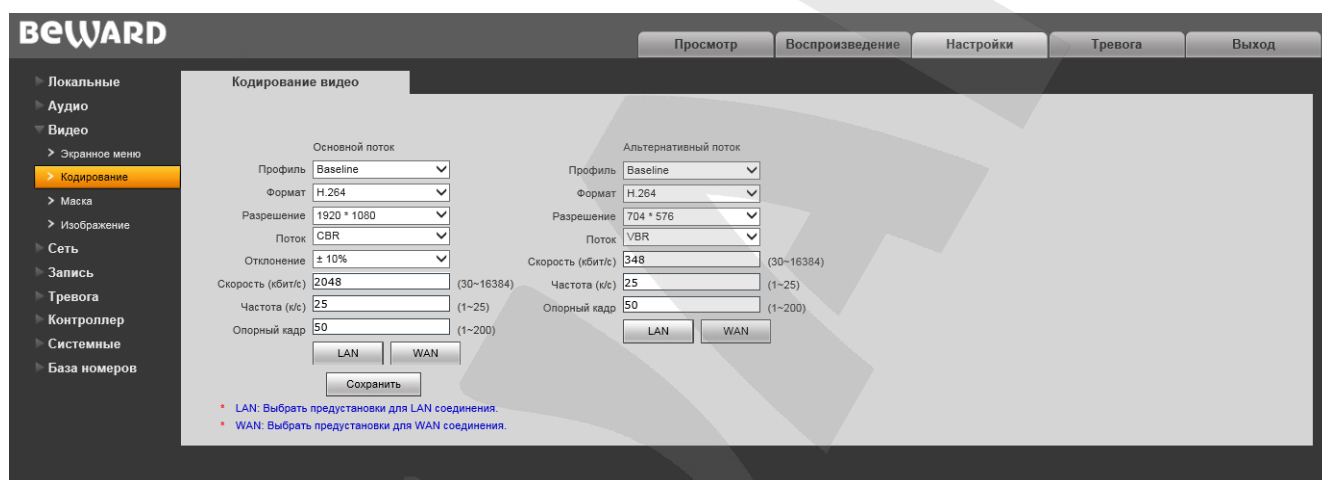 BEWARD
Просмотр Воспроизведение Настройки Тревога Выход
Локальные
Аудио
Видео
Экранное меню
Кодирование
Маска
Изображение
Сеть
Запись
Тревога
Контроллер
Системные
База номеров
Кодирование видео
Основной поток
Профиль Baseline
Формат H.264
Разрешение 1920 * 1080
Поток CBR
Отклонение ± 10%
Скорость (кбит/с) 2048 (30~16384)
Частота (к/с) 25 (1~25)
Опорный кадр 50 (1~200)
LAN WAN
Сохранить
Альтернативный поток
Профиль Baseline
Формат H.264
Разрешение 704 * 576
Поток VBR
Скорость (кбит/с) 348 (30~16384)
Частота (к/с) 25 (1~25)
Опорный кадр 50 (1~200)
LAN WAN
* LAN: Выбрать предустановки для LAN соединения.
* WAN: Выбрать предустановки для WAN соединения.